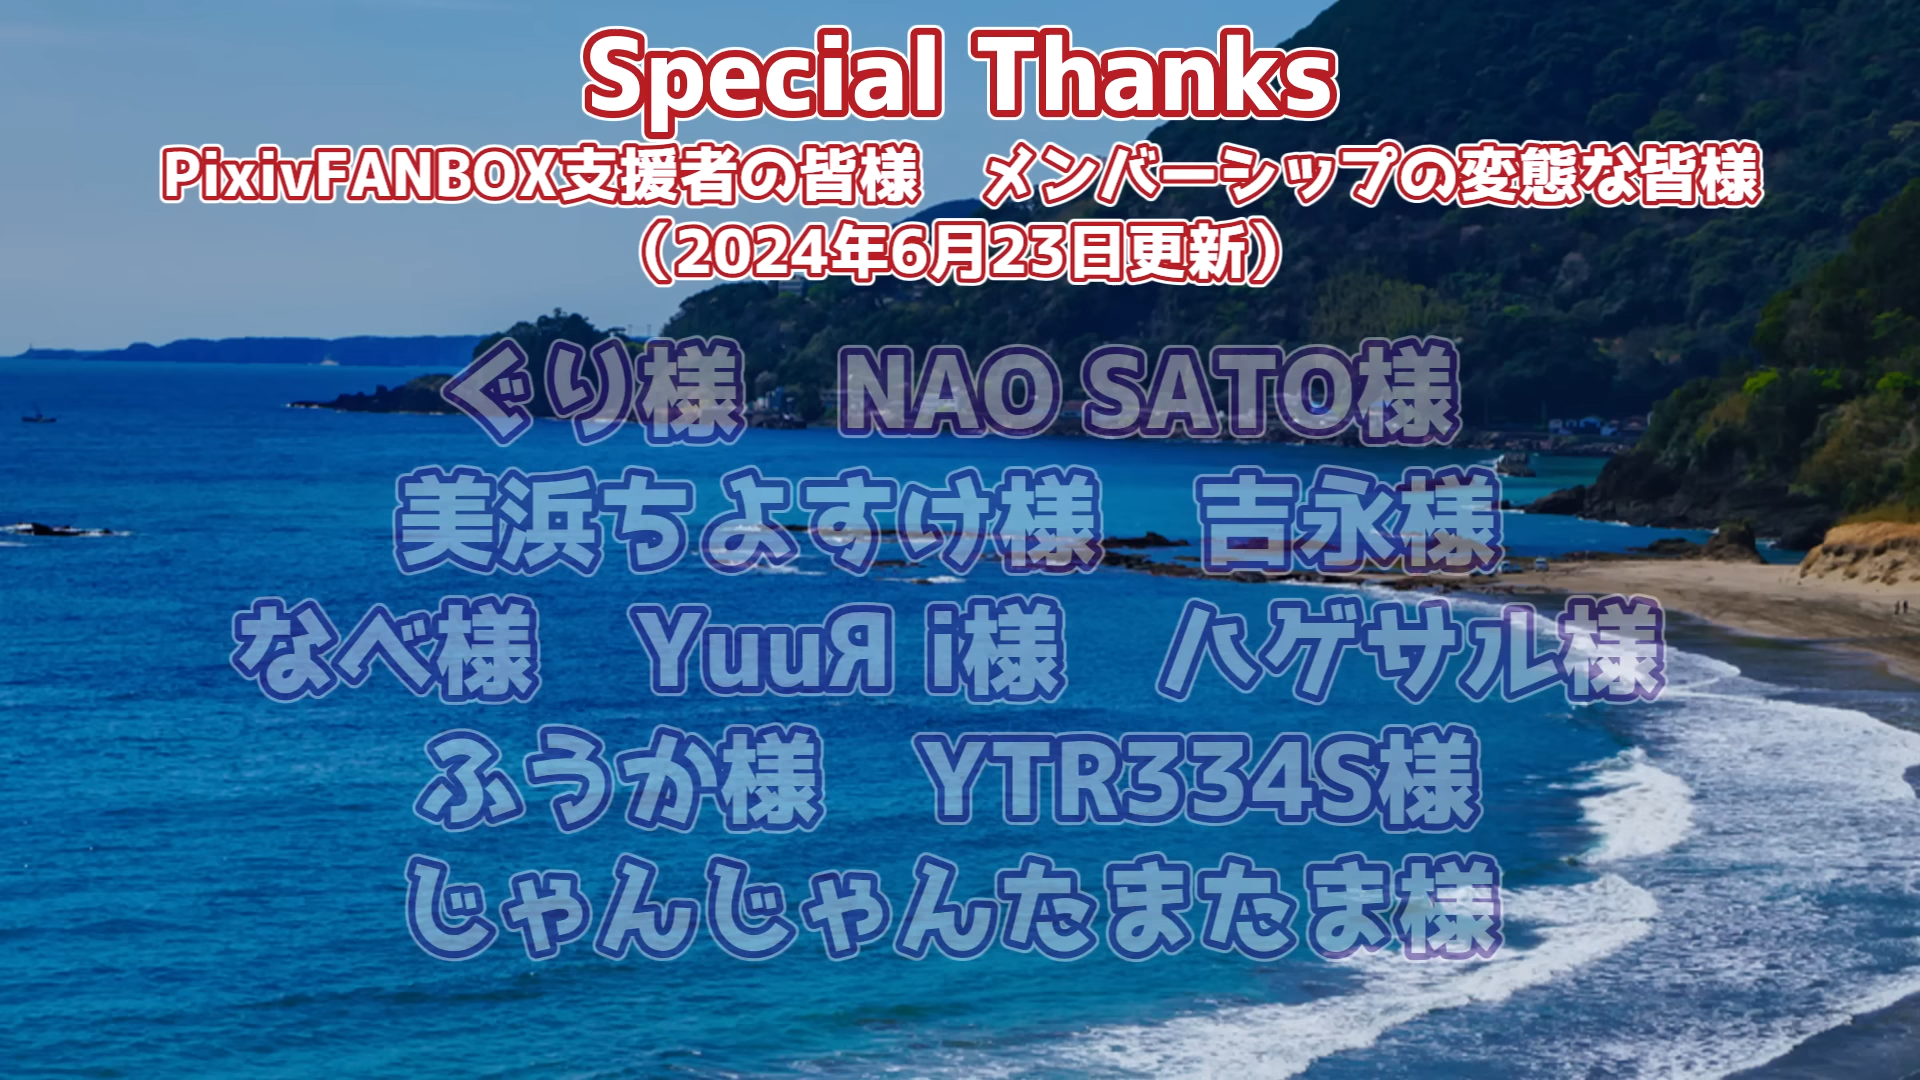 Special Thanks
PixivFANBOX支援者の皆様　メンバーシップの変態な皆様
（2024年6月23日更新）
ぐり様　NAO SATO様
美浜ちよすけ様　吉永様
なべ様　YuuЯ i様　ハゲサル様
ふうか様　YTR334S様
じゃんじゃんたまたま様